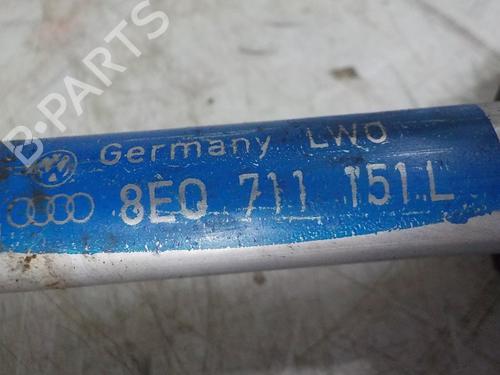 B-PARTS
Germany LWO
8E0 711 151 L